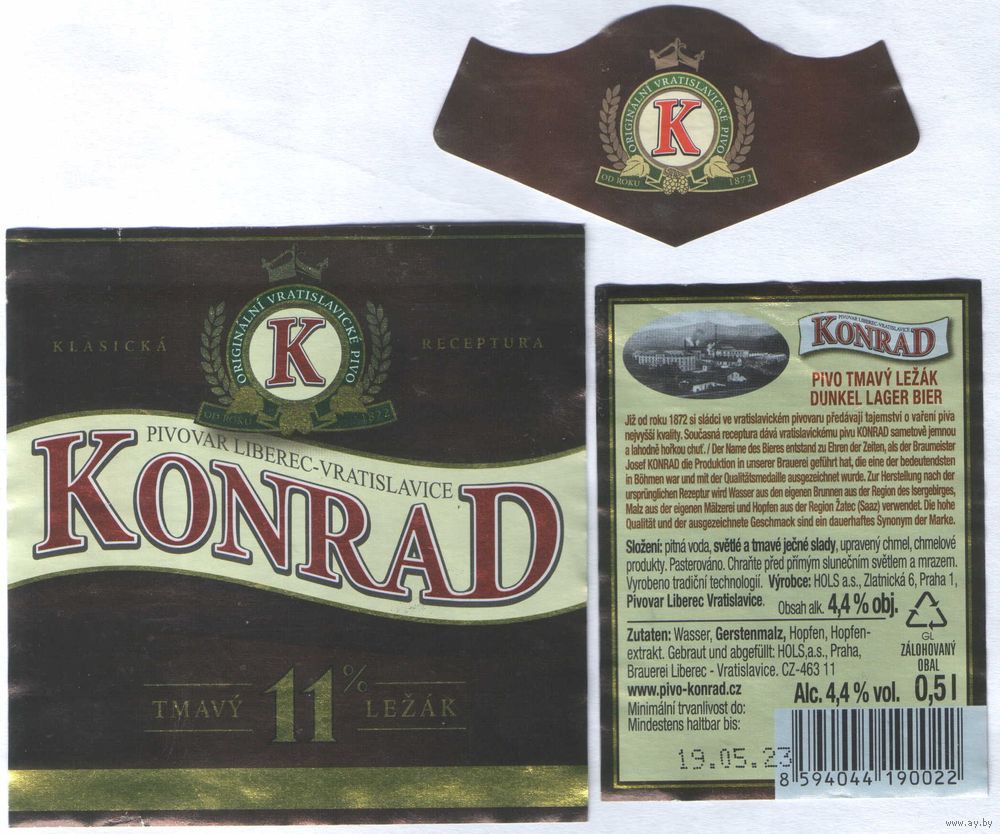 ORIGINÁLNÍ VRATISLAVICKÉ PIVO
K
OD ROKU 1872
KLASICKÁ
ORIGINÁLNÍ VRATISLAVICKÉ PIVO
K
RECEPTURA
OD ROKU 1872
PIVOVAR LIBEREC-VRATISLAVICE
KONRAD
TMAVÝ 11% LEŽÁK
PIVOVAR LIBEREC-VRATISLAVICE
KONRAD
PIVO TMAVÝ LEŽÁK
DUNKEL LAGER BIER
Již od roku 1872 si sládci ve vratislavickém pivovaru předávají tajemství o vaření piva
nejvyšší kvality. Současná receptura dává vratislavickému pivu KONRAD sametově jemnou
a lahodně hořkou chuť. / Der Name des Bieres entstand zu Ehren der Zeiten, als der Braumeister
Josef KONRAD die Produktion in unserer Brauerei geführt hat, die eine der bedeutendsten
in Böhmen war und mit der Qualitätsmedaille ausgezeichnet wurde. Zur Herstellung nach der
ursprünglichen Rezeptur wird Wasser aus den eigenen Brunnen aus der Region des Isergebirges,
Malz aus der eigenen Mälzerei und Hopfen aus der Region Žatec (Saaz) verwendet. Die hohe
Qualität und der ausgezeichnete Geschmack sind ein dauerhaftes Synonym der Marke.
Složení: pitná voda, světlé a tmavé ječné slady, upravený chmel, chmelové
produkty. Pasterováno. Chraňte před přímým slunečním světlem a mrazem.
Vyrobeno tradiční technologií. Výrobce: HOLS a.s., Zlatnická 6, Praha 1,
Pivovar Liberec Vratislavice. Obsah alk. 4,4 % obj.
Zutaten: Wasser, Gerstenmalz, Hopfen, Hopfen-
extrakt. Gebraut und abgefüllt: HOLS,a.s., Praha,
Brauerei Liberec - Vratislavice. CZ-463 11
GL
ZÁLOHOVANÝ
OBAL
www.pivo-konrad.cz Alc. 4,4 % vol. 0,5 l
Minimální trvanlivost do:
Mindestens haltbar bis:
19.05.23
8 594044 190022
www.ay.by